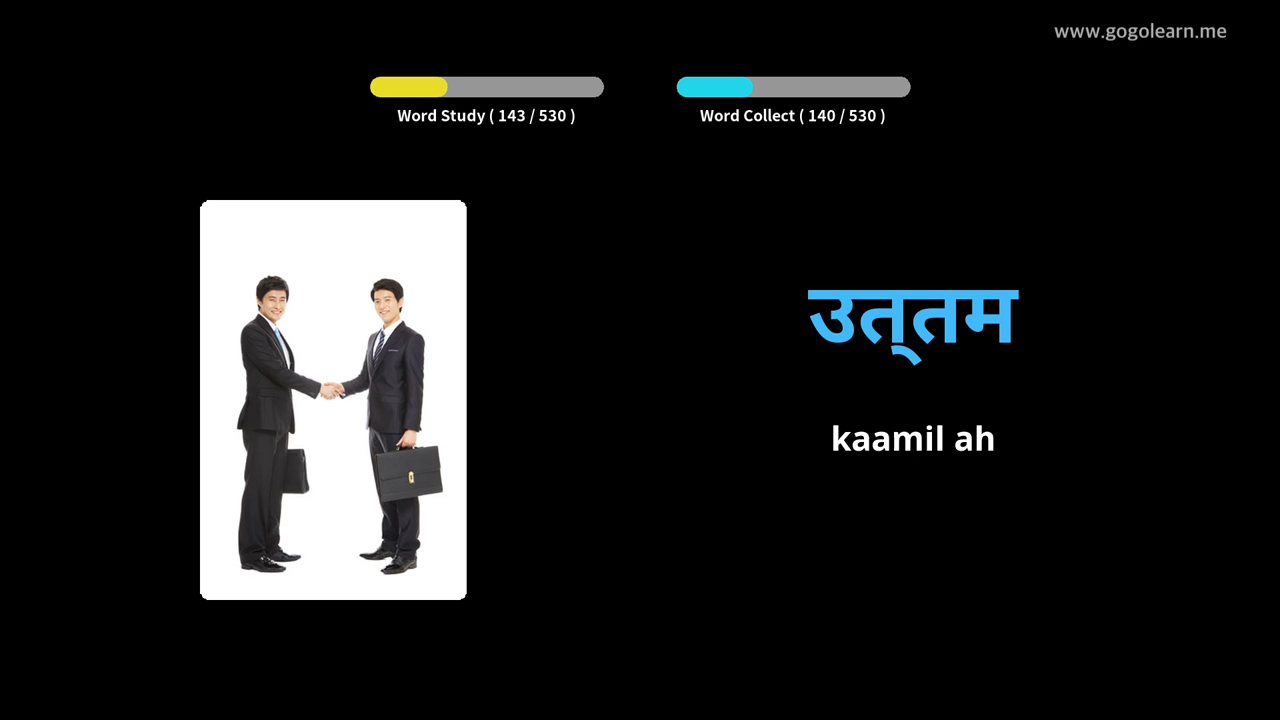 www.gogolearn.me
Word Study ( 143 / 530 )
Word Collect ( 140 / 530 )
उत्‌तम
kaamil ah